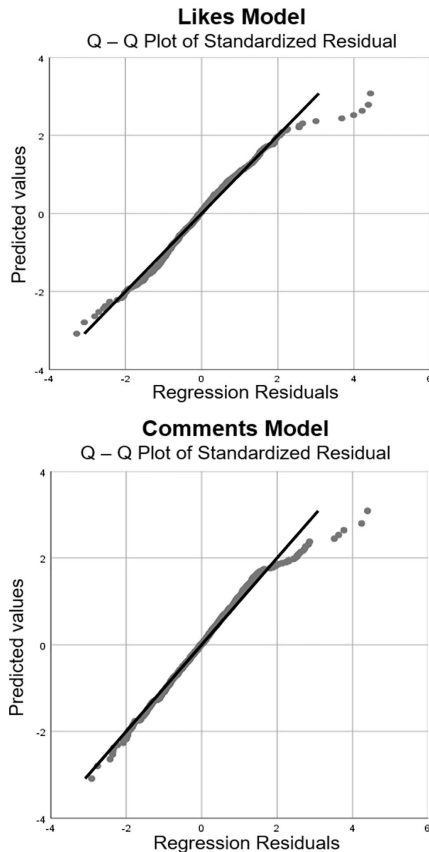 Likes Model
Q – Q Plot of Standardized Residual
4
2
0
-2
-4
Predicted values
-4
-2
0
2
4
6
Regression Residuals
Comments Model
Q – Q Plot of Standardized Residual
4
2
0
-2
-4
Predicted values
-4
-2
0
2
4
6
Regression Residuals